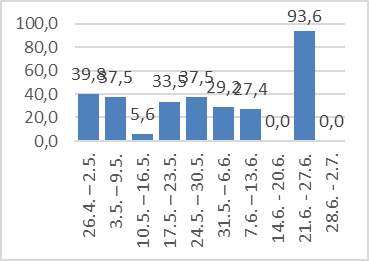 100,0
80,0
60,0
40,0
20,0
0,0
39,8
37,5
5,6
33,5
37,5
29,2
27,4
0,0
93,6
0,0
26.4. – 2.5.
3.5. – 9.5.
10.5. – 16.5.
17.5. – 23.5.
24.5. – 30.5.
31.5. – 6.6.
7.6. – 13.6.
14.6. - 20.6.
21.6. - 27.6.
28.6. - 2.7.